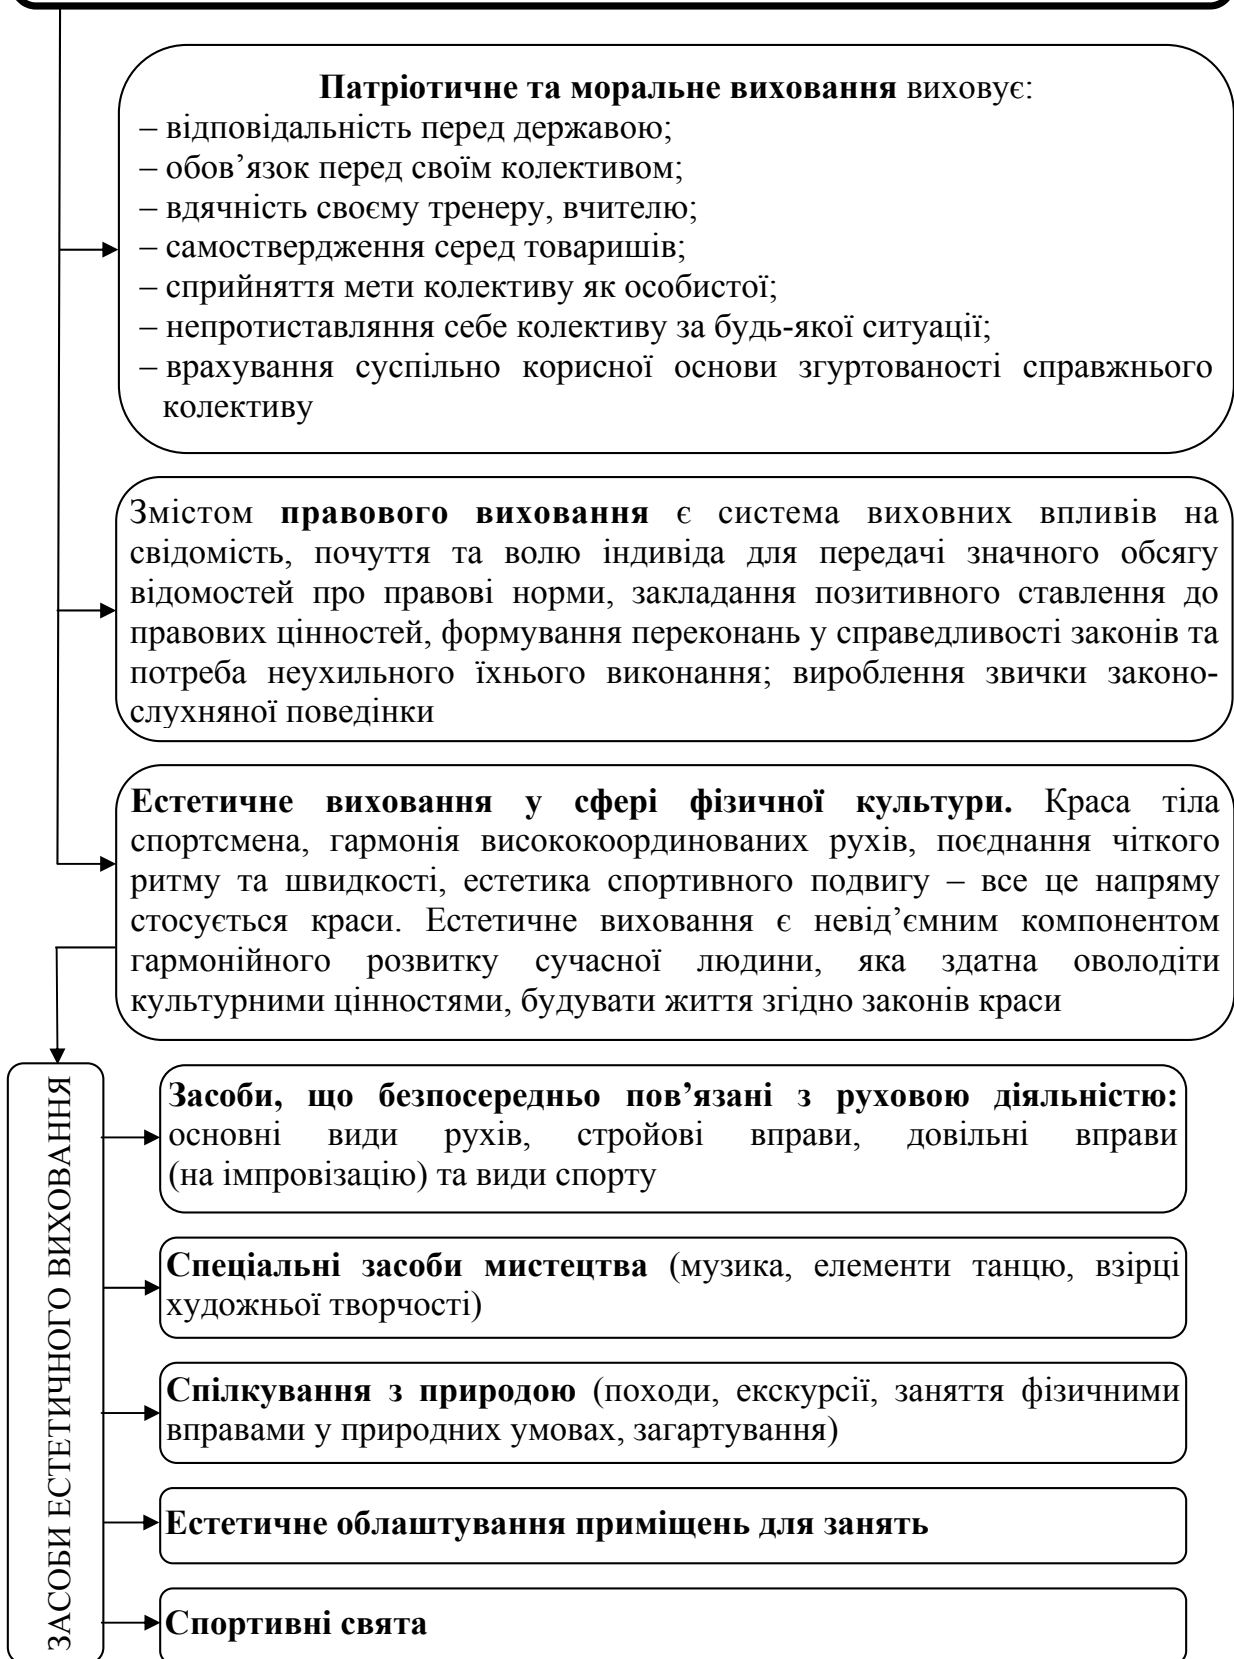 Патріотичне та моральне виховання виховує:
– відповідальність перед державою;
– обов’язок перед своїм колективом;
– вдячність своєму тренеру, вчителю;
– самоствердження серед товаришів;
– сприйняття мети колективу як особистої;
– непротиставляння себе колективу за будь-якої ситуації;
– врахування суспільно корисної основи згуртованості справжнього
колективу
Змістом правового виховання є система виховних впливів на
свідомість, почуття та волю індивіда для передачі значного обсягу
відомостей про правові норми, закладання позитивного ставлення до
правових цінностей, формування переконань у справедливості законів та
потреба неухильного їхнього виконання; вироблення звички законо-
слухняної поведінки
Естетичне виховання у сфері фізичної культури. Краса тіла
спортсмена, гармонія висококоординованих рухів, поєднання чіткого
ритму та швидкості, естетика спортивного подвигу – все це напряму
стосується краси. Естетичне виховання є невід’ємним компонентом
гармонійного розвитку сучасної людини, яка здатна оволодіти
культурними цінностями, будувати життя згідно законів краси
ЗАСОБИ ЕСТЕТИЧНОГО ВИХОВАННЯ
Засоби, що безпосередньо пов’язані з руховою діяльністю:
основні види рухів, стройові вправи, довільні вправи
(на імпровізацію) та види спорту
Спеціальні засоби мистецтва (музика, елементи танцю, взірці
художньої творчості)
Спілкування з природою (походи, екскурсії, заняття фізичними
вправами у природних умовах, загартування)
Естетичне облаштування приміщень для занять
Спортивні свята